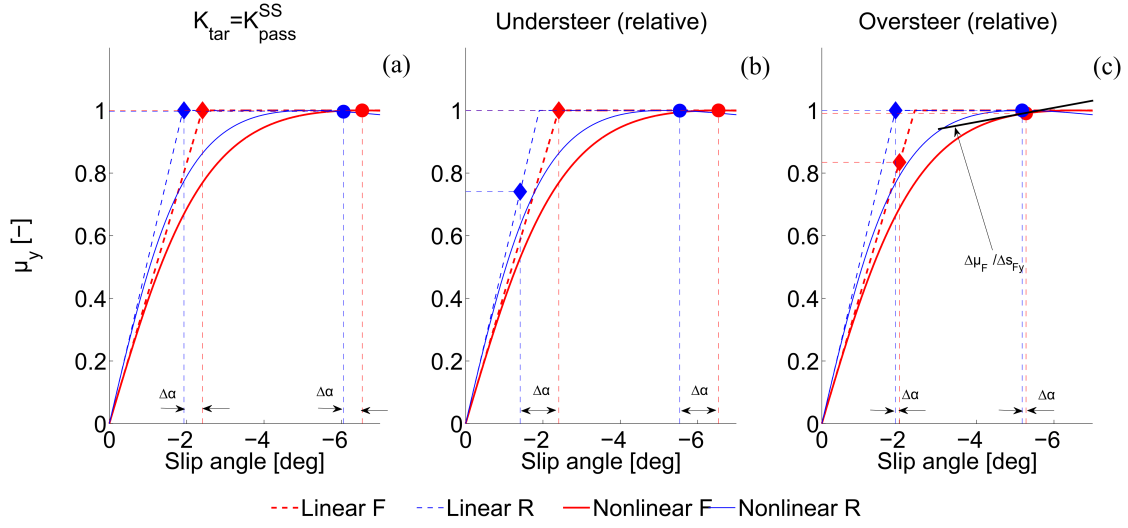 K_tar=K_pass^SS
Understeer (relative)
Oversteer (relative)
(a)
(b)
(c)
μ_y [−]
1
0.8
0.6
0.4
0.2
0
Δα
Δα
0
−2
−4
−6
Slip angle [deg]
1
0.8
0.6
0.4
0.2
0
Δα
Δα
0
−2
−4
−6
Slip angle [deg]
1
0.8
0.6
0.4
0.2
0
Δμ_F /Δs_Fy
Δα
Δα
0
−2
−4
−6
Slip angle [deg]
Linear F
Linear R
Nonlinear F
Nonlinear R